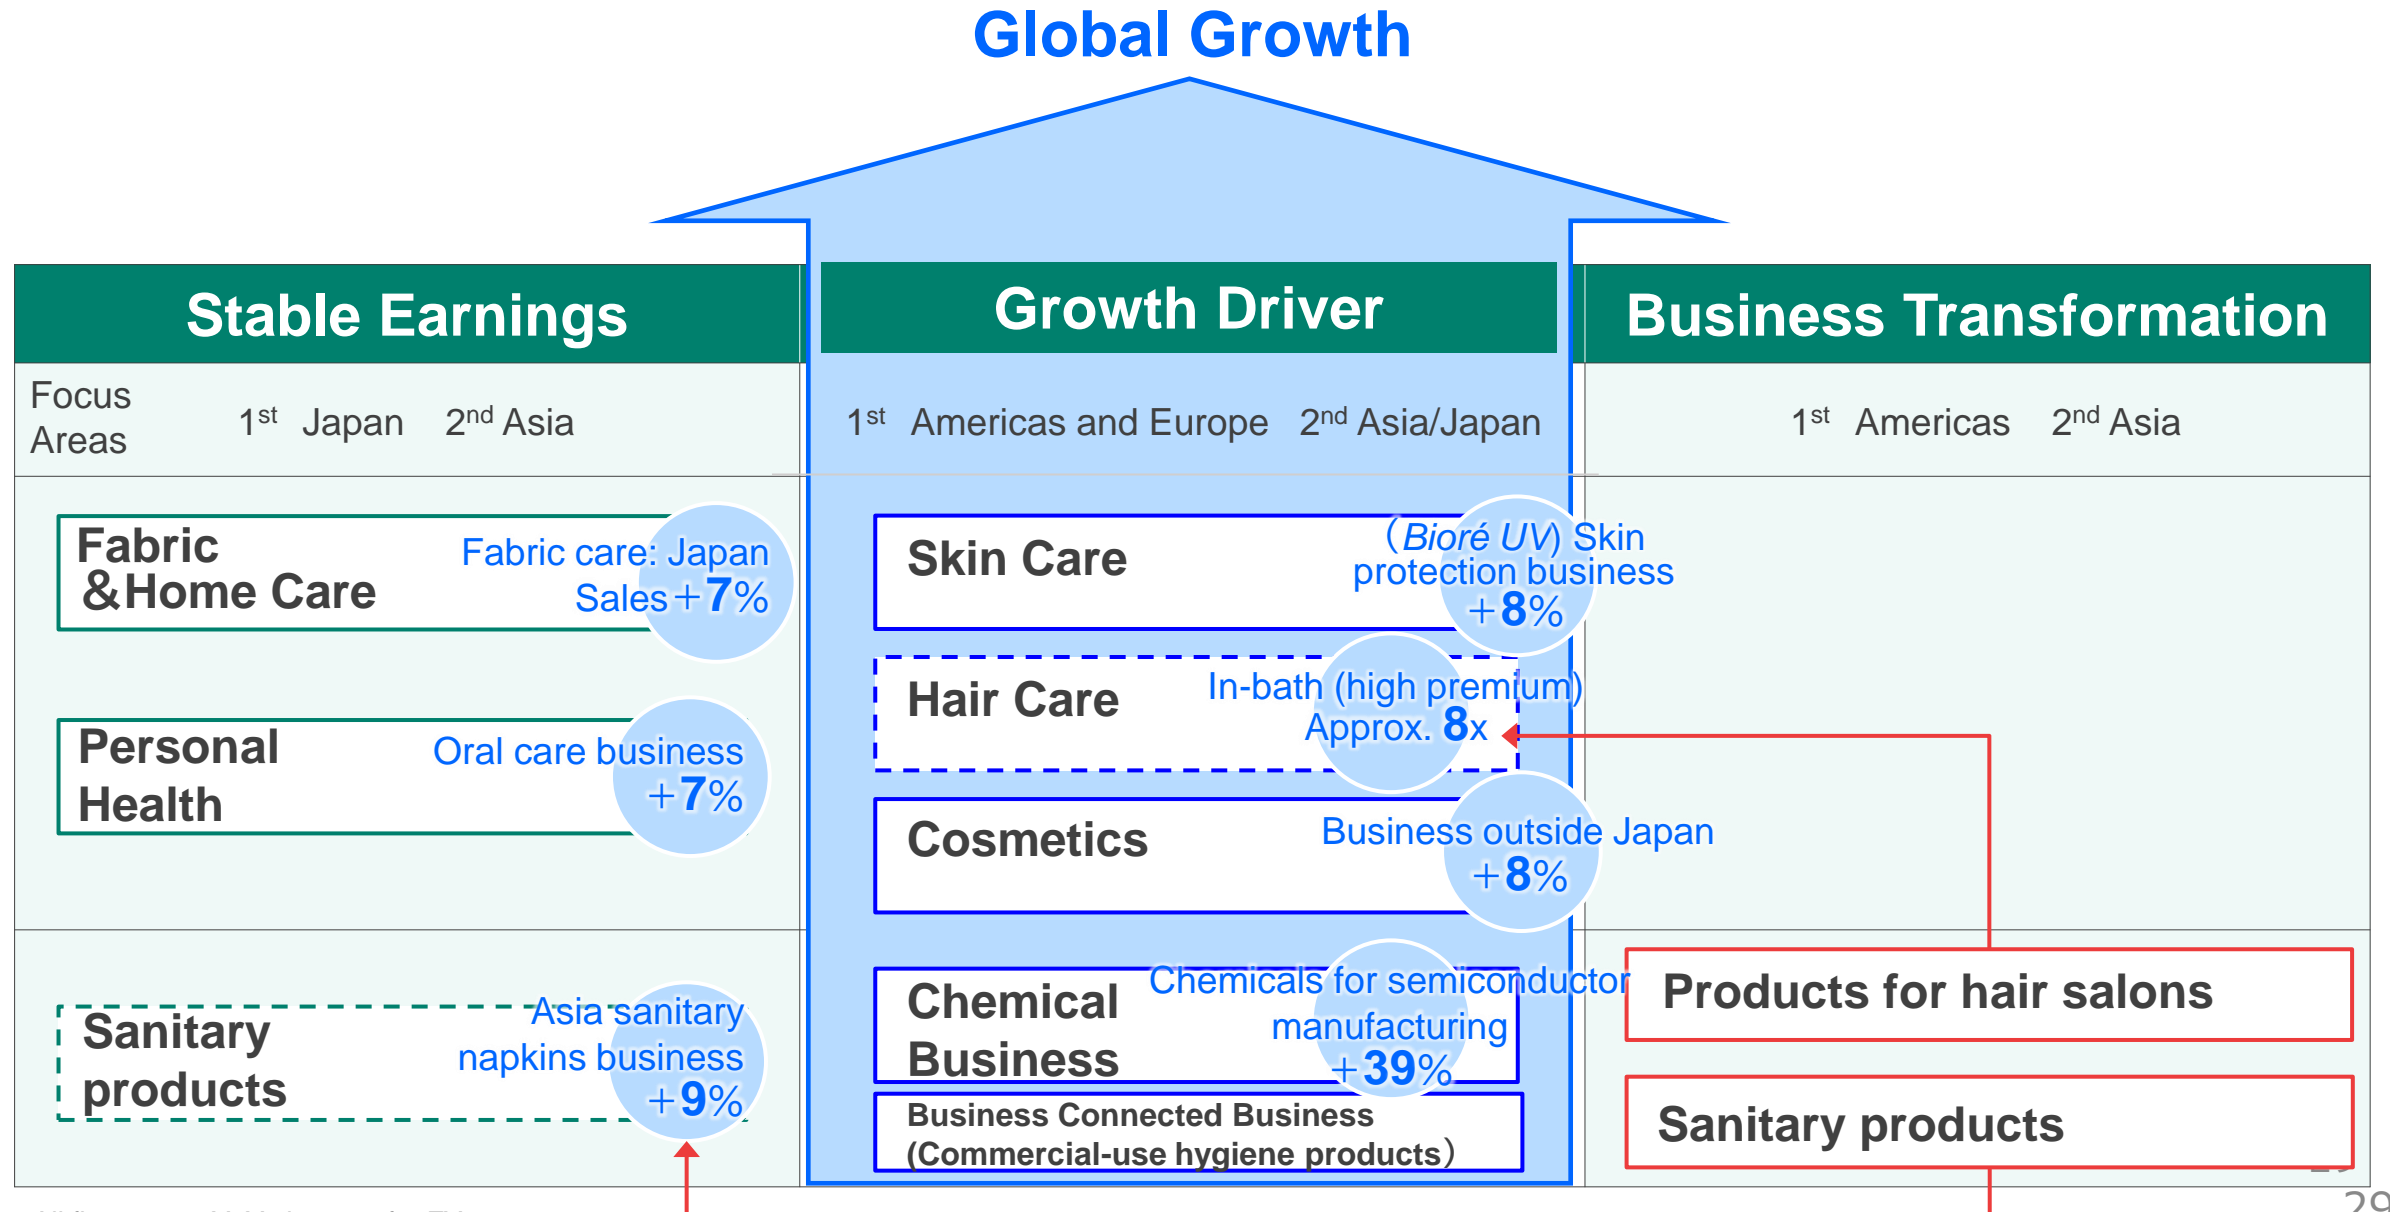 Global Growth
Stable Earnings
Growth Driver
Business Transformation
Focus
Areas
1st Japan 2nd Asia
1st Americas and Europe 2nd Asia/Japan
1st Americas 2nd Asia
Fabric
＆Home Care
Fabric care: Japan
Sales＋7%
Personal
Health
Oral care business
＋7%
Sanitary
products
Asia sanitary
napkins business
＋9%
Skin Care
（Bioré UV) Skin
protection business
＋8%
Hair Care
In-bath (high premium)
Approx. 8x
Cosmetics
Business outside Japan
＋8%
Chemical
Business
Chemicals for semiconductor
manufacturing
＋39%
Business Connected Business
(Commercial-use hygiene products）
Products for hair salons
Sanitary products
29